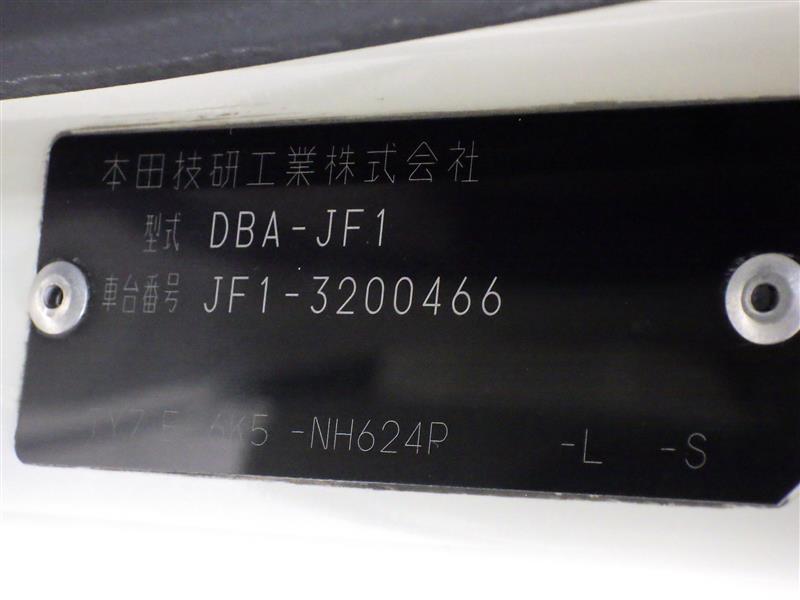 本田技研工業株式会社
型式 DBA-JF1
車台番号 JF1-3200466
6K5 -NH624P -L -S